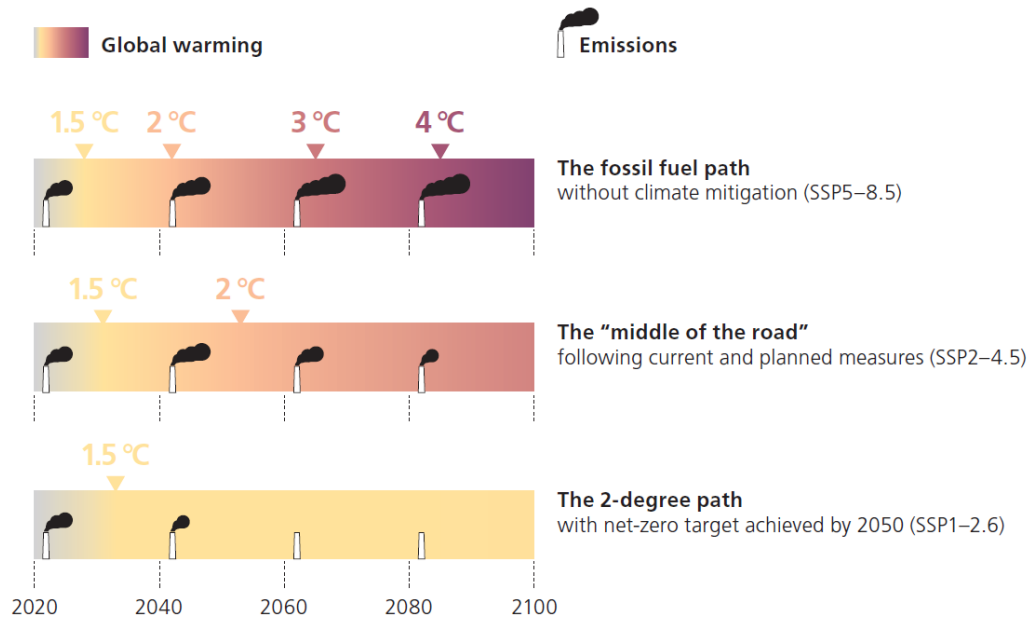 Global warming
Emissions
1.5 °C 2 °C 3 °C 4 °C
The fossil fuel path
without climate mitigation (SSP5–8.5)
1.5 °C 2 °C
The “middle of the road”
following current and planned measures (SSP2–4.5)
1.5 °C
The 2-degree path
with net-zero target achieved by 2050 (SSP1–2.6)
2020 2040 2060 2080 2100